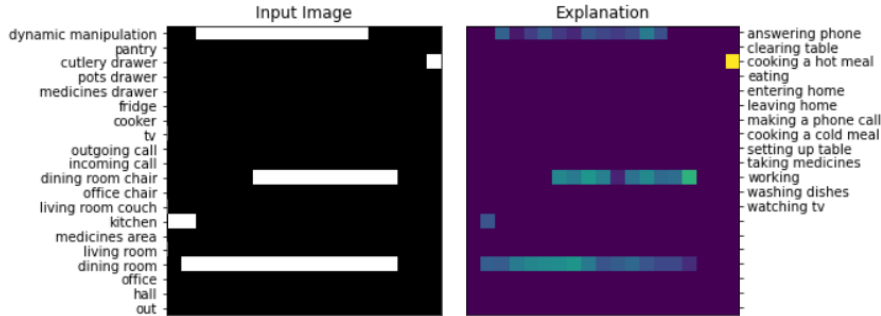 Input Image
Explanation
dynamic manipulation
pantry
cutlery drawer
pots drawer
medicines drawer
fridge
cooker
tv
outgoing call
incoming call
dining room chair
office chair
living room couch
kitchen
medicines area
living room
dining room
office
hall
out
answering phone
clearing table
cooking a hot meal
eating
entering home
leaving home
making a phone call
cooking a cold meal
setting up table
taking medicines
working
washing dishes
watching tv